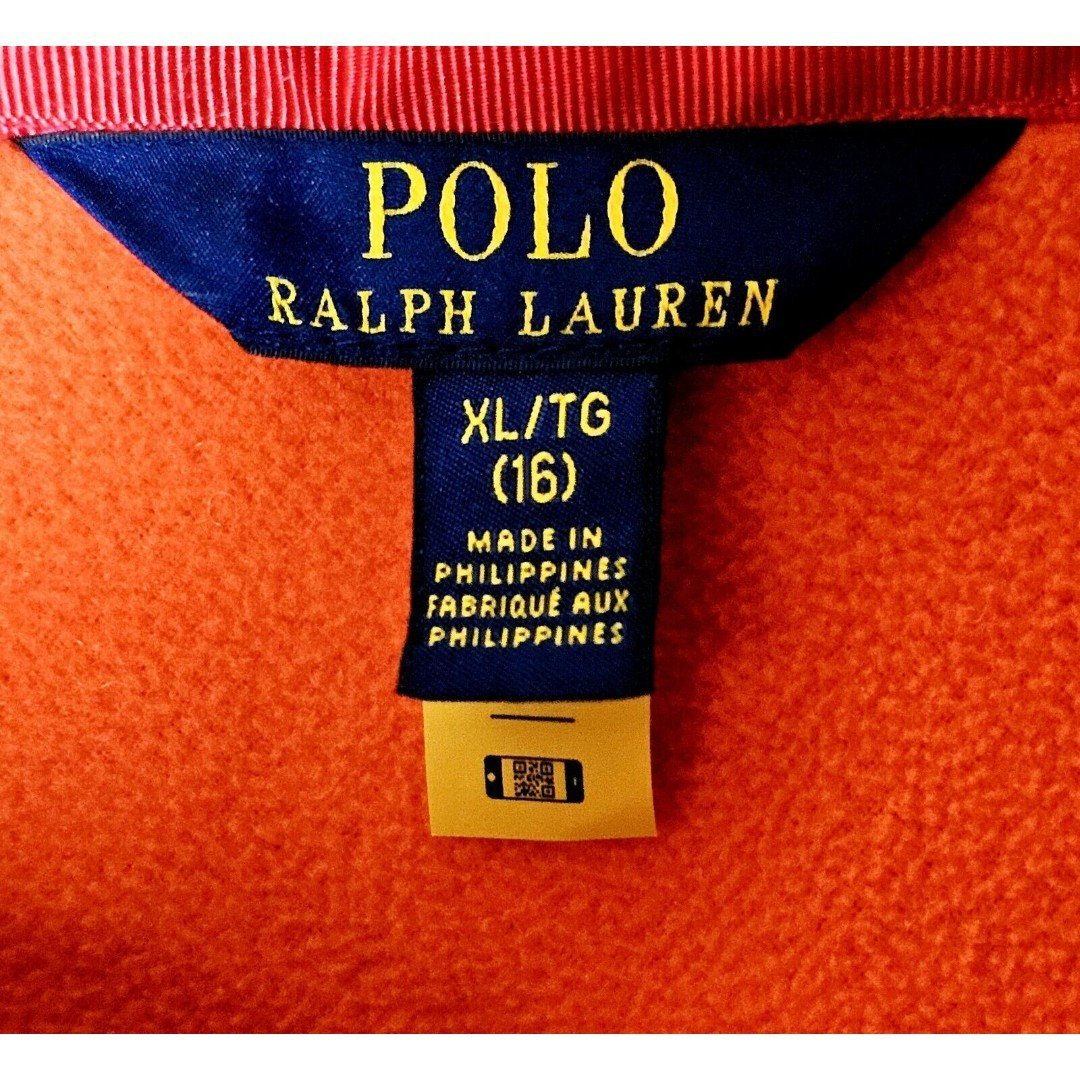 POLO
RALPH LAUREN
XL/TG
(16)
MADE IN
PHILIPPINES
FABRIQUÉ AUX
PHILIPPINES